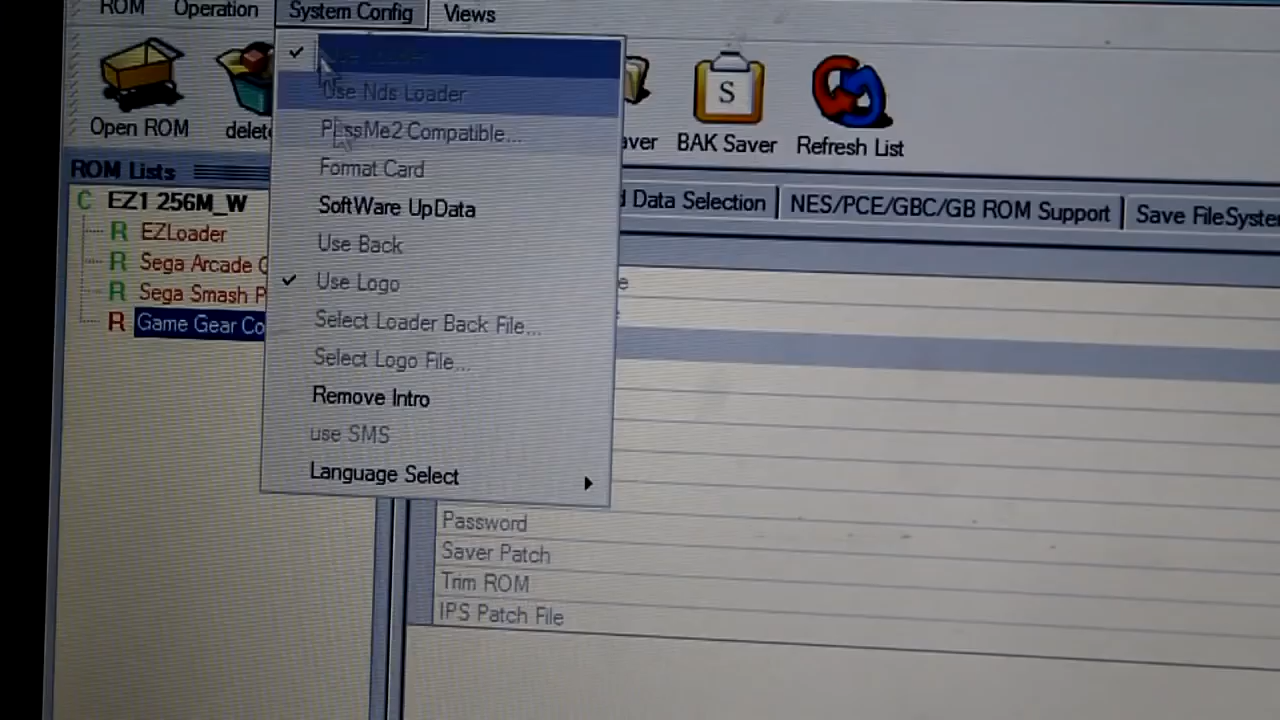 ROM Operation System Config Views
Use Nds Loader
PassMe2 Compatible...
Format Card
SoftWare UpData
Use Back
Use Logo
Select Loader Back File...
Select Logo File...
Remove Intro
use SMS
Language Select
Open ROM
BAK Saver
Refresh List
ROM Lists
EZ1 256M_W
EZLoader
Sega Arcade
Sega Smash P
Game Gear Co
Data Selection
NES/PCE/GBC/GB ROM Support
Save FileSyste
Password
Saver Patch
Trim ROM
IPS Patch File